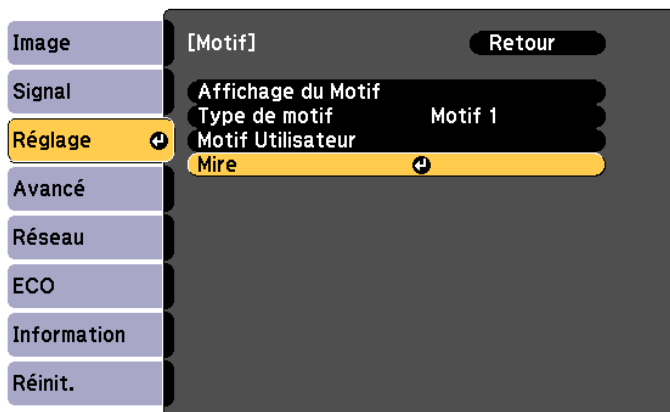 Image
Signal
Réglage
Avancé
Réseau
ECO
Information
Réinit.
[Motif] Retour
Affichage du Motif
Type de motif Motif 1
Motif Utilisateur
Mire